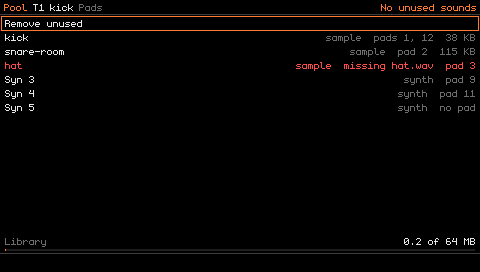 Pool T1 kick Pads No unused sounds
Remove unused
kick sample pads 1, 12 38 KB
snare-room sample pad 2 115 KB
hat sample missing hat.wav pad 3
Syn 3 synth pad 9
Syn 4 synth pad 11
Syn 5 synth no pad
Library 0.2 of 64 MB